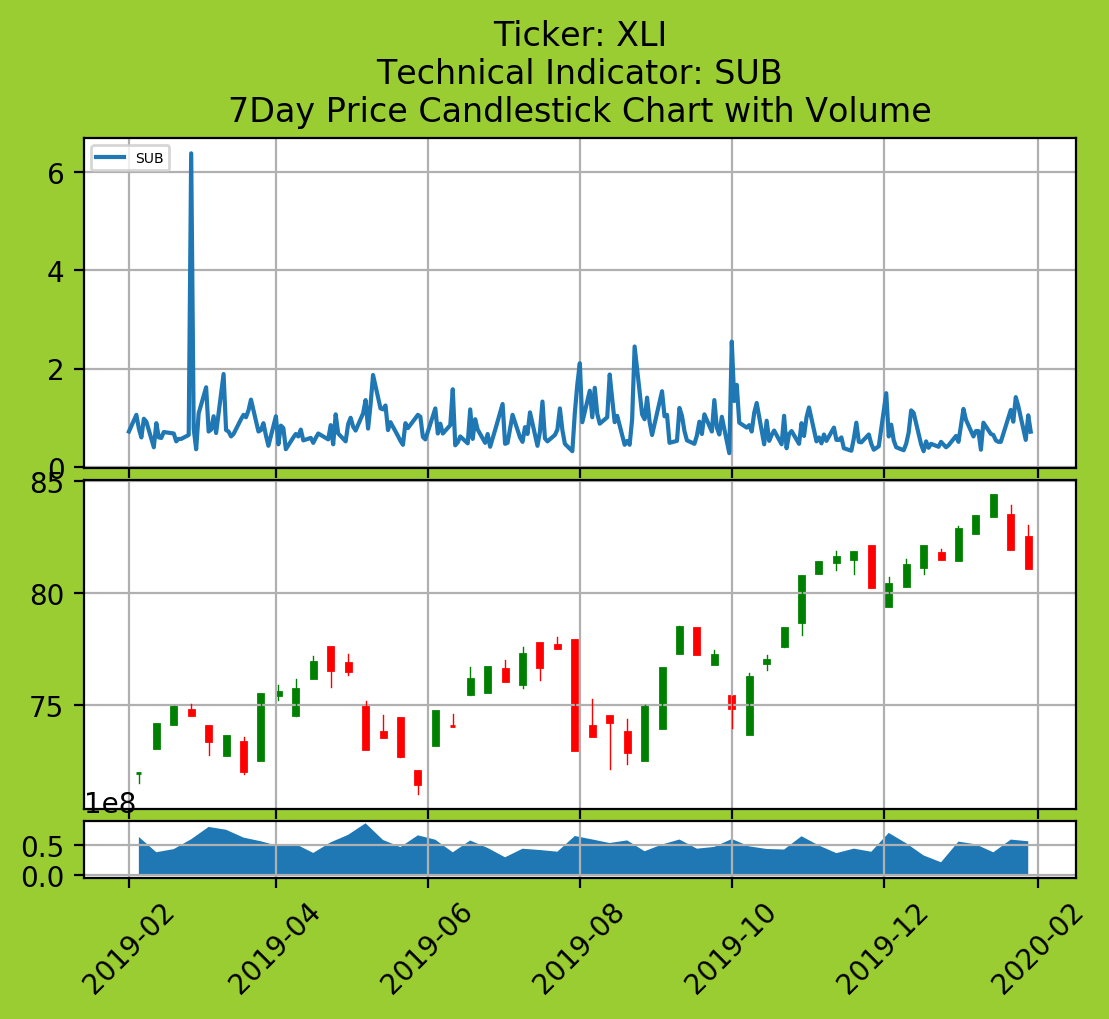 Ticker: XLI
Technical Indicator: SUB
7Day Price Candlestick Chart with Volume
SUB
6
4
2
0
85
80
75
1e8
0.5
0.0
2019-02 2019-04 2019-06 2019-08 2019-10 2019-12 2020-02